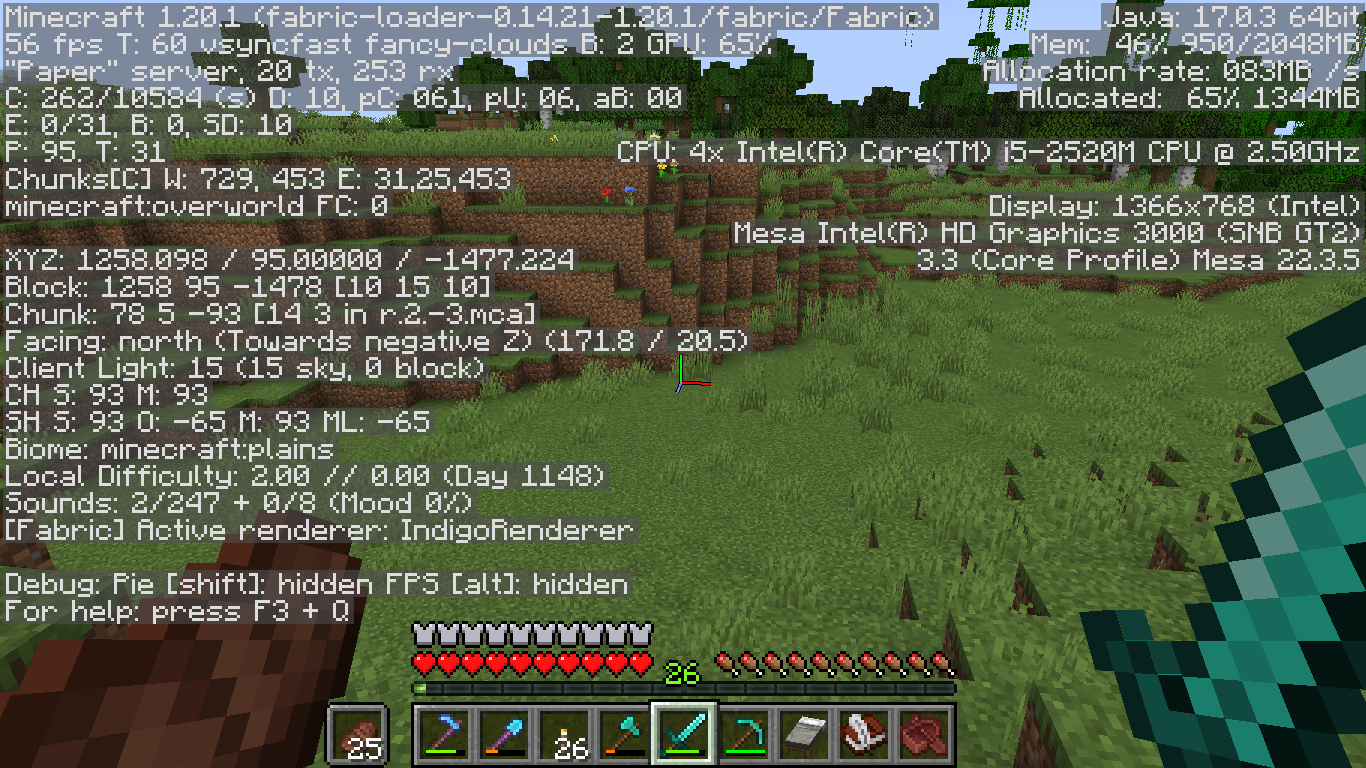 Minecraft 1.20.1 (fabric-loader-0.14.21-1.20.1/fabric/Fabric)
56 fps T: 60 vsyncfast fancy-clouds B: 2 GPU: 65%
"Paper" server, 20 tx, 253 rx
C: 262/10584 (s) D: 10, pC: 061, pU: 06, aB: 00
E: 0/31, B: 0, SD: 10
P: 95. T: 31
Chunks[C] W: 729, 453 E: 31,25,453
minecraft:overworld FC: 0
XYZ: 1258.098 / 95.00000 / -1477.224
Block: 1258 95 -1478 [10 15 10]
Chunk: 78 5 -93 [14 3 in r.2.-3.mca]
Facing: north (Towards negative Z) (171.8 / 20.5)
Client Light: 15 (15 sky, 0 block)
CH S: 93 M: 93
SH S: 93 O: -65 M: 93 ML: -65
Biome: minecraft:plains
Local Difficulty: 2.00 // 0.00 (Day 1148)
Sounds: 2/247 + 0/8 (Mood 0%)
[Fabric] Active renderer: IndigoRenderer
Debug: Pie [shift]: hidden FPS [alt]: hidden
For help: press F3 + Q
Java: 17.0.3 64bit
Mem: 46% 950/2048MB
Allocation rate: 083MB /s
Allocated: 65% 1344MB
CPU: 4x Intel(R) Core(TM) i5-2520M CPU @ 2.50GHz
Display: 1366x768 (Intel)
Mesa Intel(R) HD Graphics 3000 (SNB GT2)
3.3 (Core Profile) Mesa 22.3.5
26
25
26